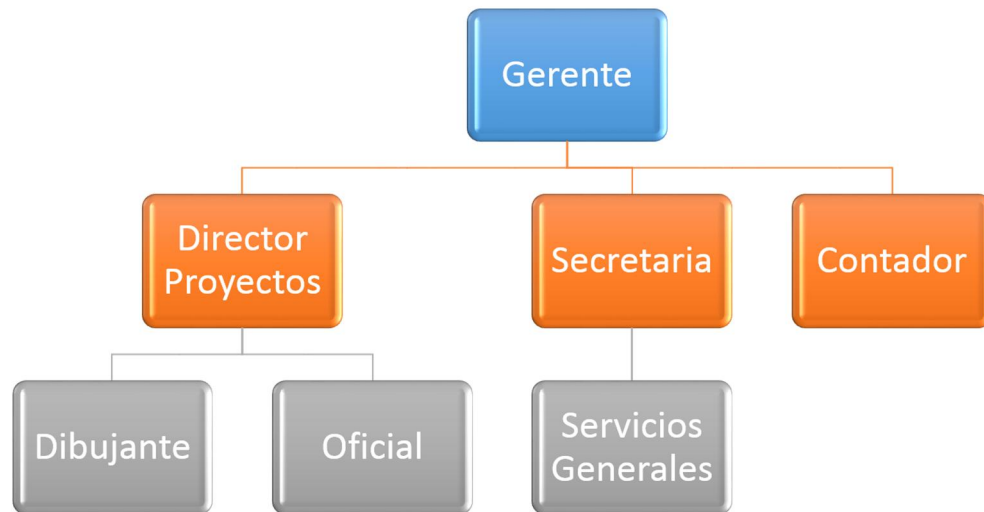 Gerente
Director
Proyectos
Secretaria
Contador
Dibujante
Oficial
Servicios
Generales